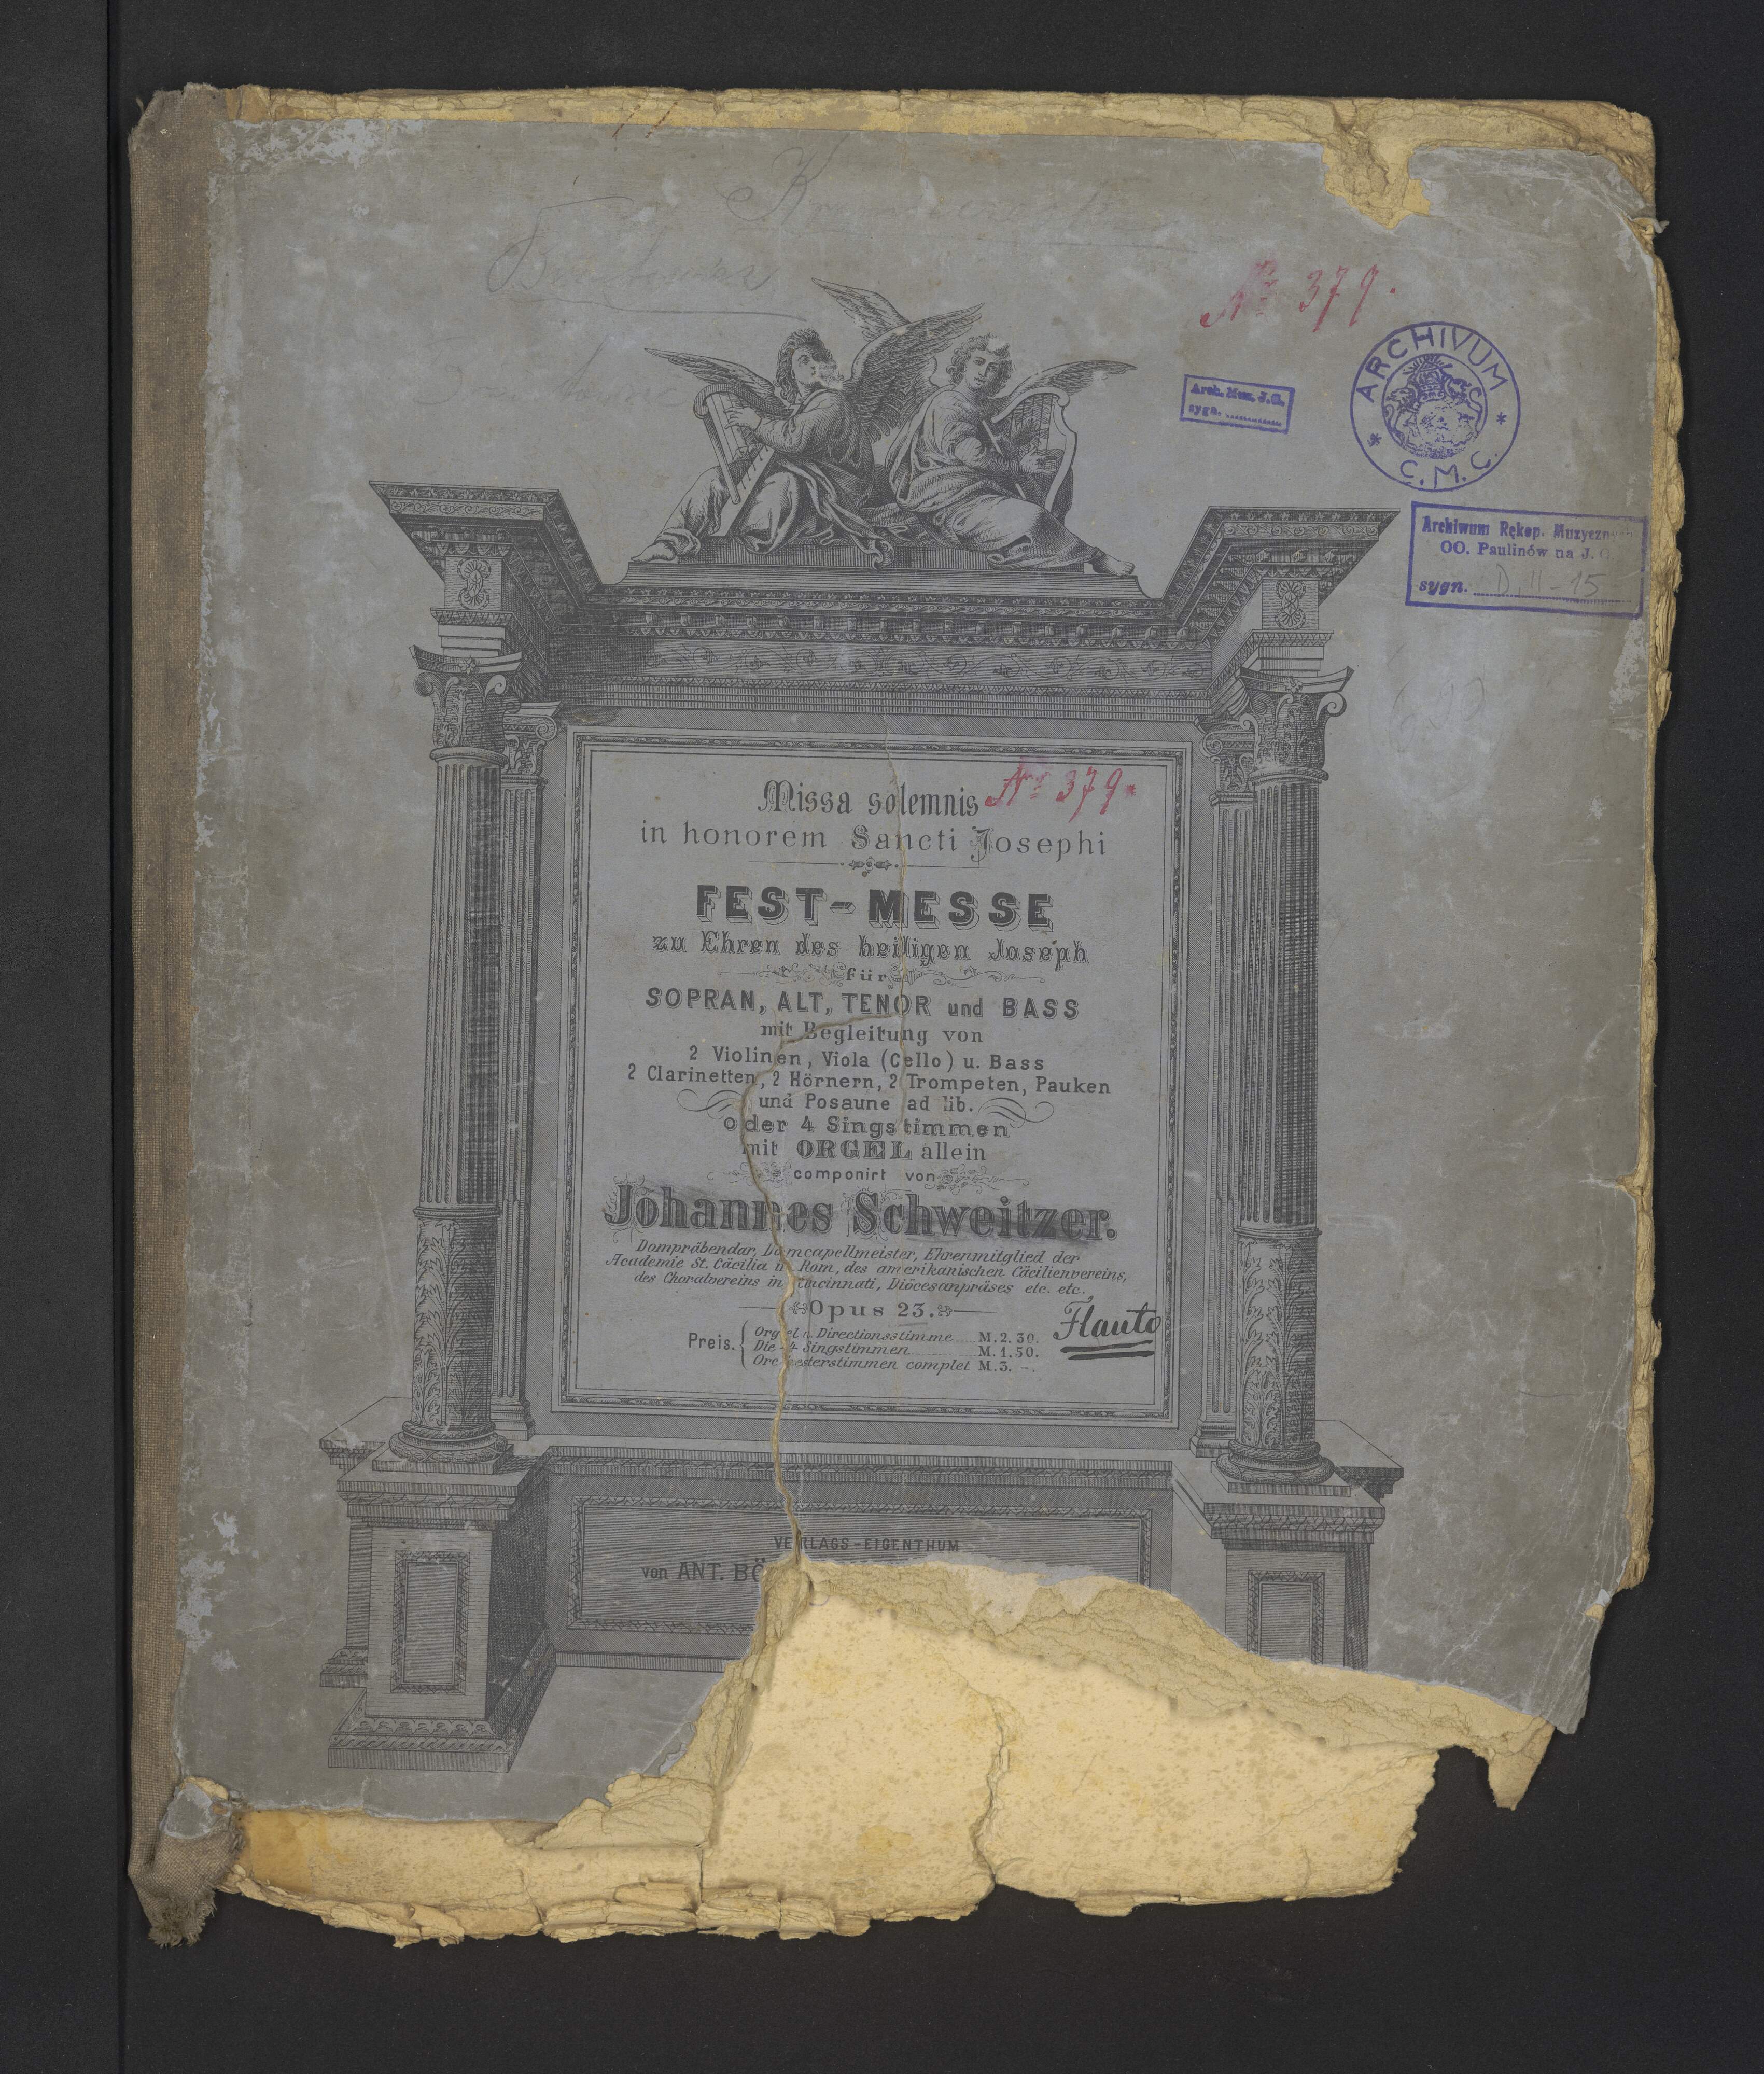 Nº 379.
ARCHIVUM
C. M. C.
Arch. Muz. J.G.
sygn.
Archiwum Rękop. Muzycznych
OO. Paulinów na J. G.
sygn. D. II - 15
Missa solemnis Nº 379.
in honorem Sancti Josephi
FEST-MESSE
zu Ehren des heiligen Joseph
für
SOPRAN, ALT, TENOR und BASS
mit Begleitung von
2 Violinen, Viola (Cello) u. Bass
2 Clarinetten, 2 Hörnern, 2 Trompeten, Pauken
und Posaune ad lib.
oder 4 Singstimmen
mit ORGEL allein
componirt von
Johannes Schweitzer.
Dompräbendar, Domcapellmeister, Ehrenmitglied der
Academie St. Cäcilia in Rom, des amerikanischen Cäcilienvereins,
des Choralvereins in Cincinnati, Diöcesanpräses etc. etc.
Opus 23.
Flauto
Preis. Orgel u. Directionsstimme M. 2. 30.
Die 4 Singstimmen M. 1. 50.
Orchesterstimmen complet M. 3. -.
VERLAGS-EIGENTHUM
von ANT. BÖ